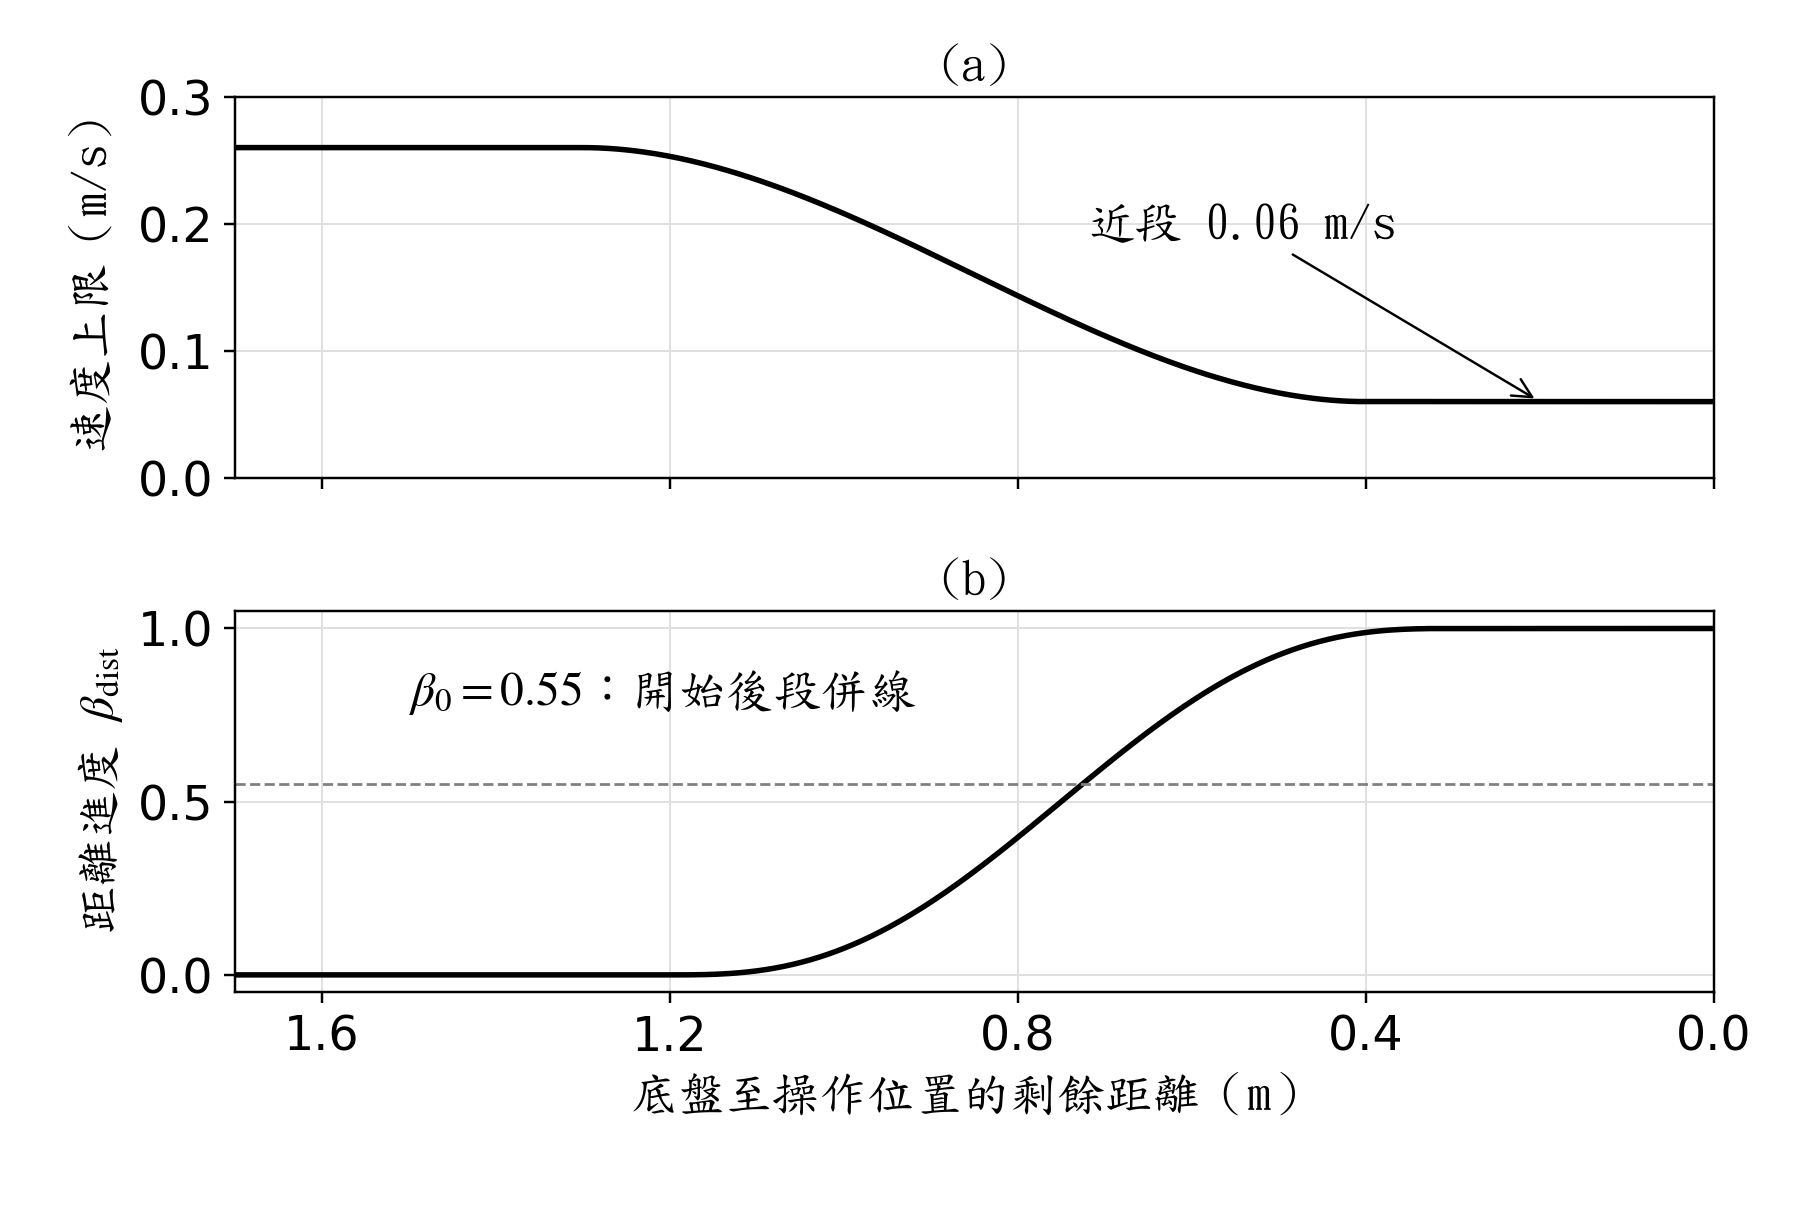 (a)
0.3
0.2
0.1
0.0
速度上限 (m/s)
近段 0.06 m/s
(b)
1.0
0.5
0.0
距離進度 βdist
β0=0.55：開始後段併線
1.6 1.2 0.8 0.4 0.0
底盤至操作位置的剩餘距離 (m)